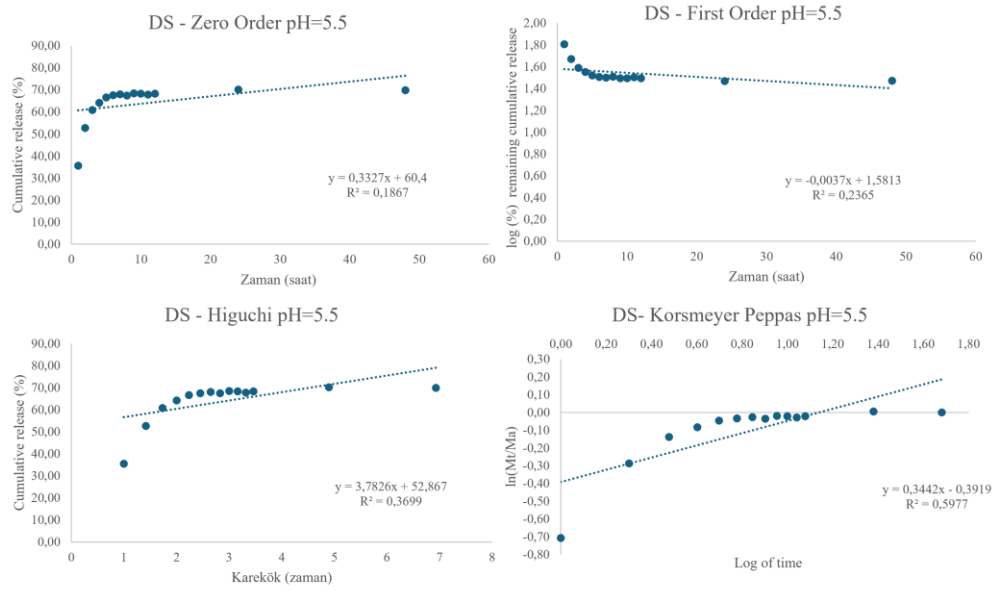 DS - Zero Order pH=5.5
90,00
80,00
70,00
60,00
50,00
40,00
30,00
20,00
10,00
0,00
Cumulative release (%)
y = 0,3327x + 60,4
R² = 0,1867
0 10 20 30 40 50 60
Zaman (saat)
DS - First Order pH=5.5
2,00
1,80
1,60
1,40
1,20
1,00
0,80
0,60
0,40
0,20
0,00
log (%) remaining cumulative release
y = -0,0037x + 1,5813
R² = 0,2365
0 10 20 30 40 50 60
Zaman (saat)
DS - Higuchi pH=5.5
90,00
80,00
70,00
60,00
50,00
40,00
30,00
20,00
10,00
0,00
Cumulative release (%)
y = 3,7826x + 52,867
R² = 0,3699
0 1 2 3 4 5 6 7 8
Karekök (zaman)
DS- Korsmeyer Peppas pH=5.5
0,00 0,20 0,40 0,60 0,80 1,00 1,20 1,40 1,60 1,80
0,30
0,20
0,10
0,00
-0,10
-0,20
-0,30
-0,40
-0,50
-0,60
-0,70
-0,80
ln(Mt/Ma)
y = 0,3442x - 0,3919
R² = 0,5977
Log of time